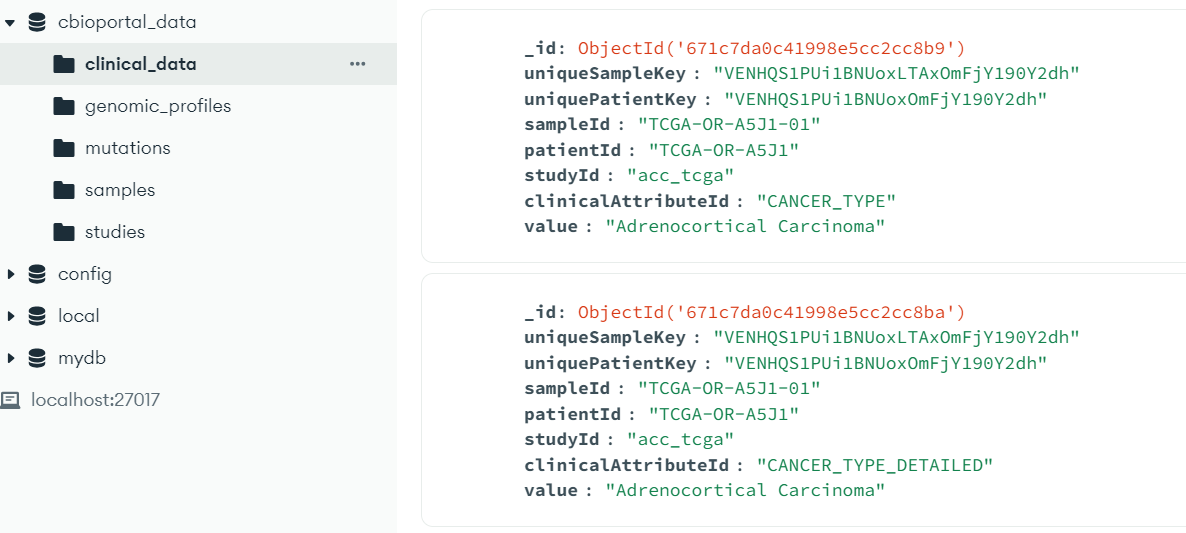 cbioportal_data
clinical_data
genomic_profiles
mutations
samples
studies
config
local
mydb
localhost:27017
_id: ObjectId('671c7da0c41998e5cc2cc8b9')
uniqueSampleKey : "VENHQS1PUi1BNUoxLTAxOmFjY190Y2dh"
uniquePatientKey : "VENHQS1PUi1BNUoxOmFjY190Y2dh"
sampleId : "TCGA-OR-A5J1-01"
patientId : "TCGA-OR-A5J1"
studyId : "acc_tcga"
clinicalAttributeId : "CANCER_TYPE"
value : "Adrenocortical Carcinoma"
_id: ObjectId('671c7da0c41998e5cc2cc8ba')
uniqueSampleKey : "VENHQS1PUi1BNUoxLTAxOmFjY190Y2dh"
uniquePatientKey : "VENHQS1PUi1BNUoxOmFjY190Y2dh"
sampleId : "TCGA-OR-A5J1-01"
patientId : "TCGA-OR-A5J1"
studyId : "acc_tcga"
clinicalAttributeId : "CANCER_TYPE_DETAILED"
value : "Adrenocortical Carcinoma"